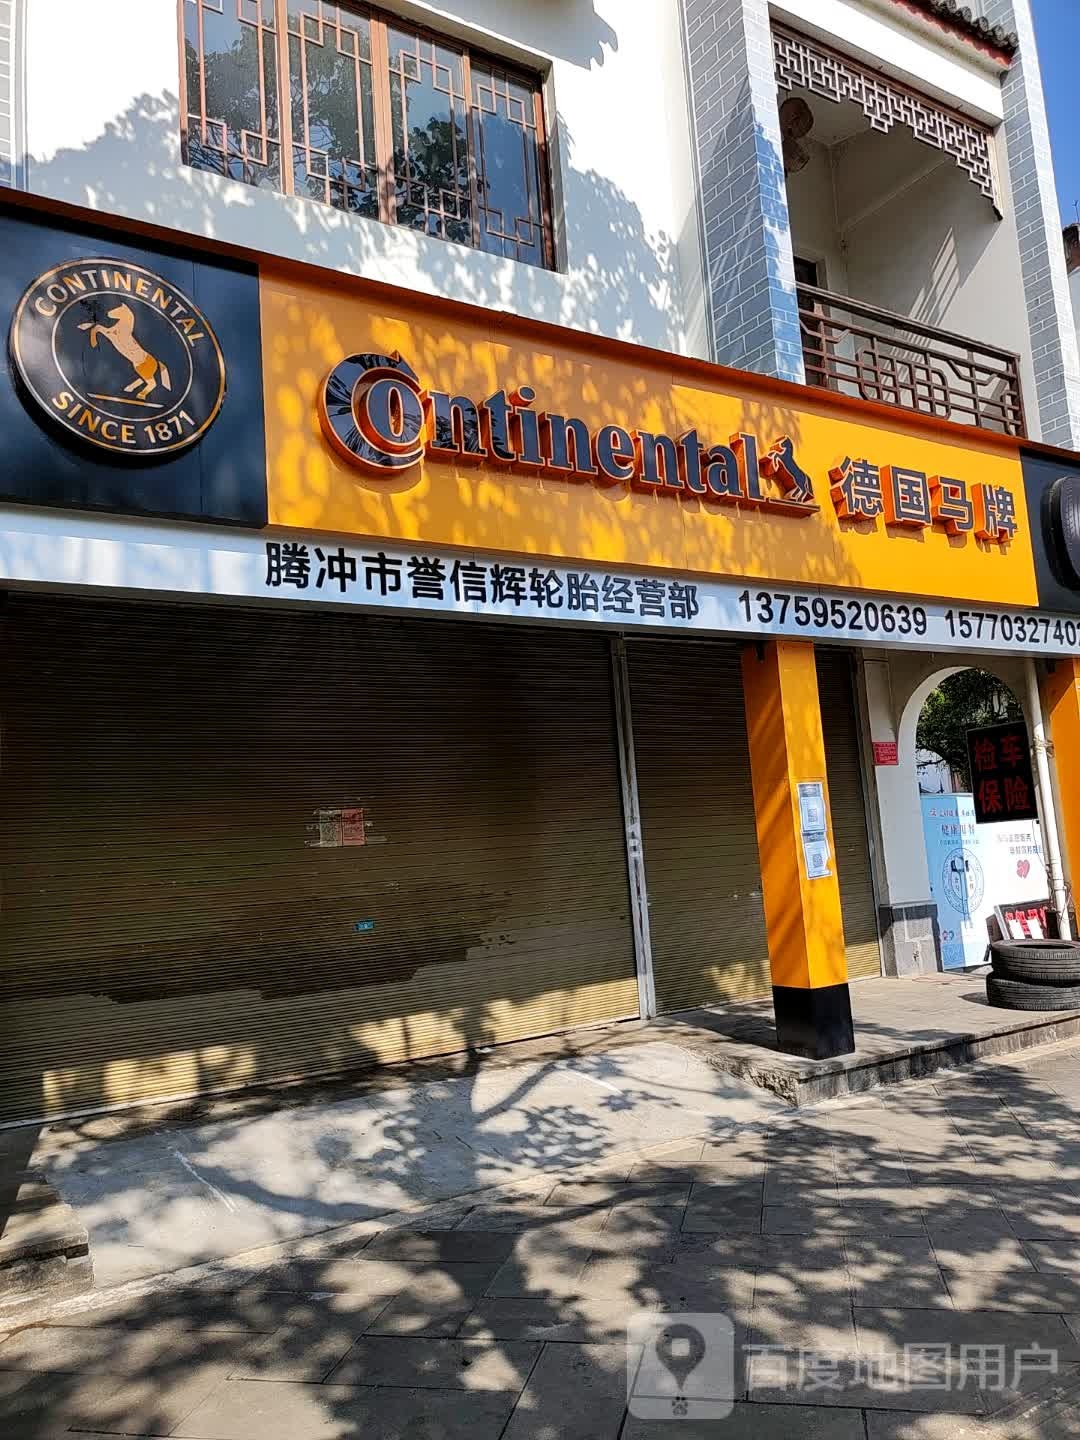 CONTINENTAL
SINCE 1871
Continental 德国马牌
腾冲市誉信辉轮胎经营部 13759520639 1577032740
检车
保险
百度地图用户